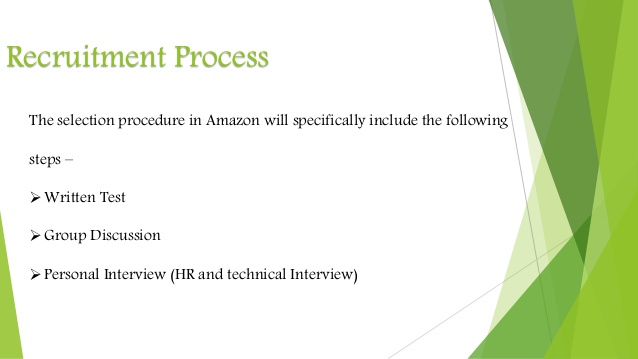 Recruitment Process
The selection procedure in Amazon will specifically include the following
steps –
➢Written Test
➢Group Discussion
➢Personal Interview (HR and technical Interview)